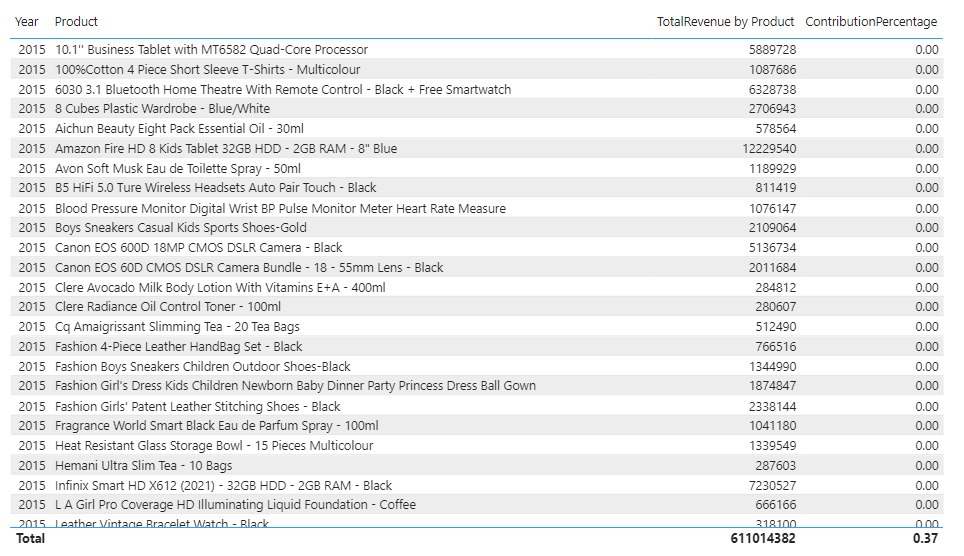 Year Product TotalRevenue by Product ContributionPercentage
2015 10.1" Business Tablet with MT6582 Quad-Core Processor 5889728 0.00
2015 100%Cotton 4 Piece Short Sleeve T-Shirts - Multicolour 1087686 0.00
2015 6030 3.1 Bluetooth Home Theatre With Remote Control - Black + Free Smartwatch 6328738 0.00
2015 8 Cubes Plastic Wardrobe - Blue/White 2706943 0.00
2015 Aichun Beauty Eight Pack Essential Oil - 30ml 578564 0.00
2015 Amazon Fire HD 8 Kids Tablet 32GB HDD - 2GB RAM - 8" Blue 12229540 0.00
2015 Avon Soft Musk Eau de Toilette Spray - 50ml 1189929 0.00
2015 B5 HiFi 5.0 Ture Wireless Headsets Auto Pair Touch - Black 811419 0.00
2015 Blood Pressure Monitor Digital Wrist BP Pulse Monitor Meter Heart Rate Measure 1076147 0.00
2015 Boys Sneakers Casual Kids Sports Shoes-Gold 2109064 0.00
2015 Canon EOS 600D 18MP CMOS DSLR Camera - Black 5136734 0.00
2015 Canon EOS 60D CMOS DSLR Camera Bundle - 18 - 55mm Lens - Black 2011684 0.00
2015 Clere Avocado Milk Body Lotion With Vitamins E+A - 400ml 284812 0.00
2015 Clere Radiance Oil Control Toner - 100ml 280607 0.00
2015 Cq Amaigrissant Slimming Tea - 20 Tea Bags 512490 0.00
2015 Fashion 4-Piece Leather HandBag Set - Black 766516 0.00
2015 Fashion Boys Sneakers Children Outdoor Shoes-Black 1344990 0.00
2015 Fashion Girl's Dress Kids Children Newborn Baby Dinner Party Princess Dress Ball Gown 1874847 0.00
2015 Fashion Girls' Patent Leather Stitching Shoes - Black 2338144 0.00
2015 Fragrance World Smart Black Eau de Parfum Spray - 100ml 1041180 0.00
2015 Heat Resistant Glass Storage Bowl - 15 Pieces Multicolour 1339549 0.00
2015 Hemani Ultra Slim Tea - 10 Bags 287603 0.00
2015 Infinix Smart HD X612 (2021) - 32GB HDD - 2GB RAM - Black 7230527 0.00
2015 L A Girl Pro Coverage HD Illuminating Liquid Foundation - Coffee 666166 0.00
2015 Leather Vintage Bracelet Watch - Black 318100 0.00
Total 611014382 0.37